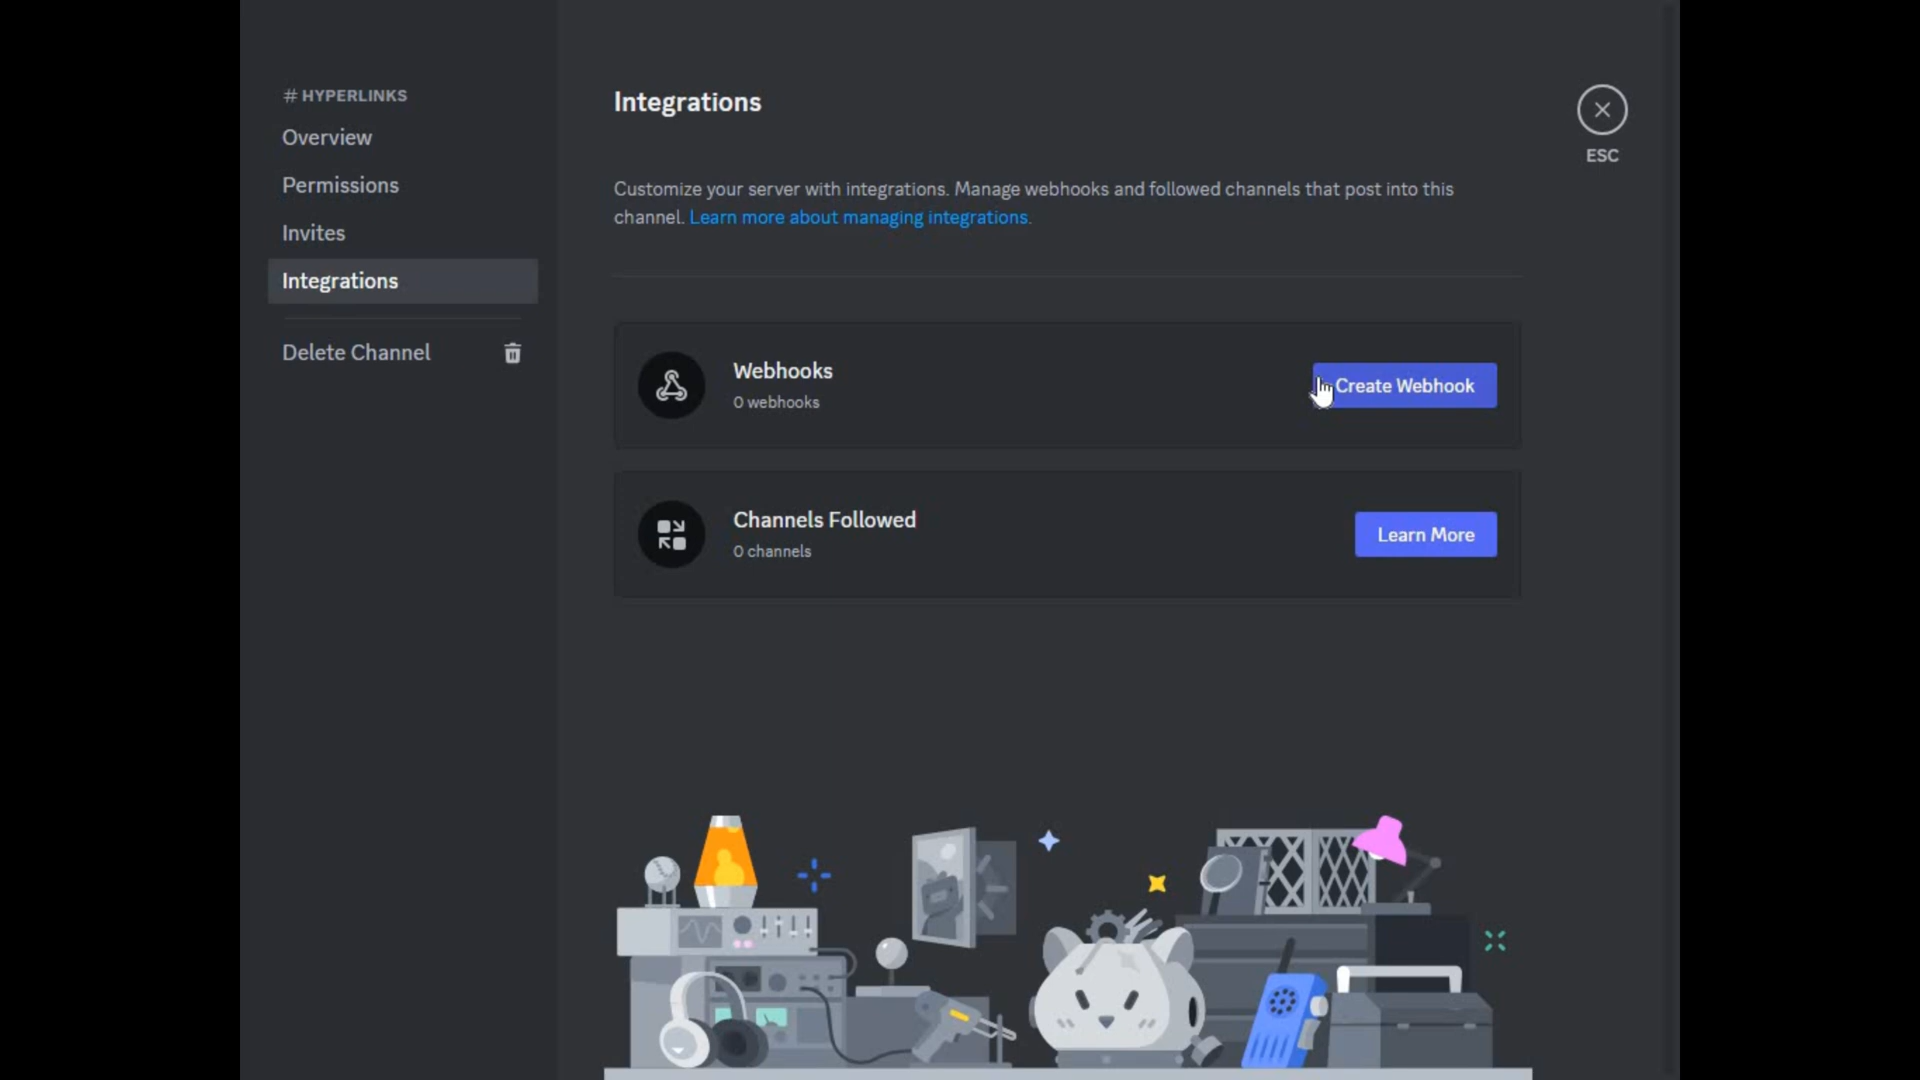 # HYPERLINKS
Overview
Permissions
Invites
Integrations
Delete Channel
Integrations
ESC
Customize your server with integrations. Manage webhooks and followed channels that post into this
channel. Learn more about managing integrations.
Webhooks
0 webhooks
Create Webhook
Channels Followed
0 channels
Learn More